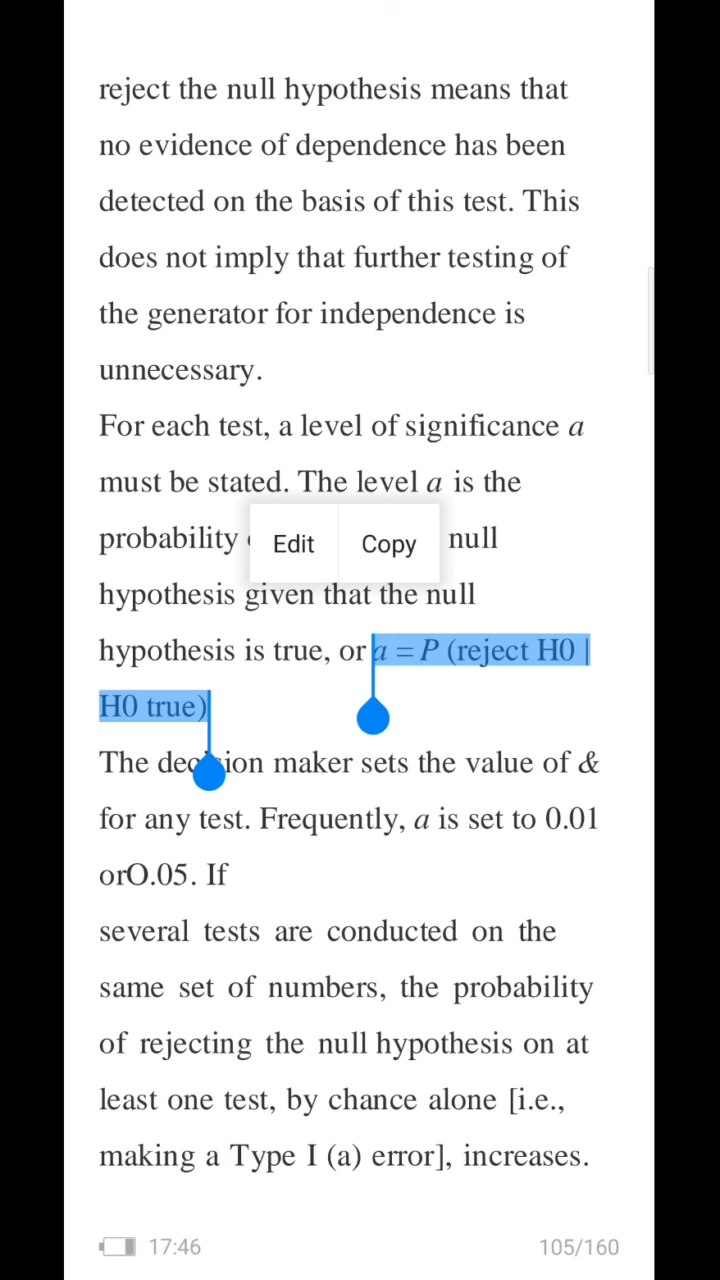 reject the null hypothesis means that
no evidence of dependence has been
detected on the basis of this test. This
does not imply that further testing of
the generator for independence is
unnecessary.
For each test, a level of significance a
must be stated. The level a is the
probability null
Edit Copy
hypothesis given that the null
hypothesis is true, or a = P (reject H0 |
H0 true)
The decision maker sets the value of &
for any test. Frequently, a is set to 0.01
orO.05. If
several tests are conducted on the
same set of numbers, the probability
of rejecting the null hypothesis on at
least one test, by chance alone [i.e.,
making a Type I (a) error], increases.
17:46 105/160